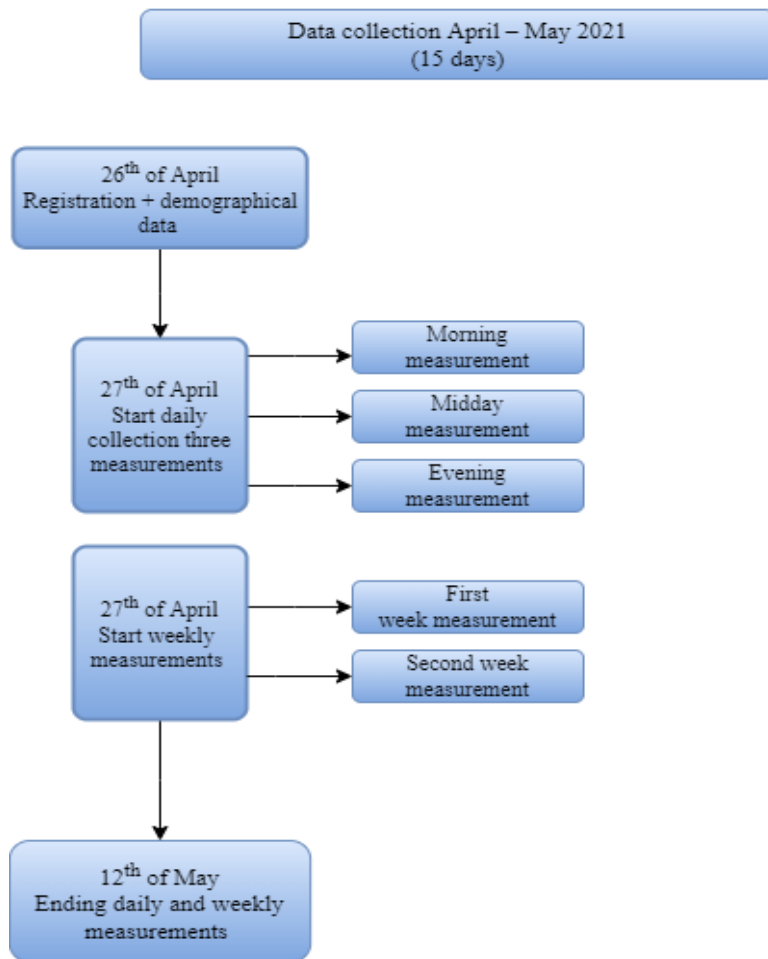 Data collection April – May 2021
(15 days)
26th of April
Registration + demographical
data
27th of April
Start daily
collection three
measurements
Morning
measurement
Midday
measurement
Evening
measurement
27th of April
Start weekly
measurements
First
week measurement
Second week
measurement
12th of May
Ending daily and weekly
measurements